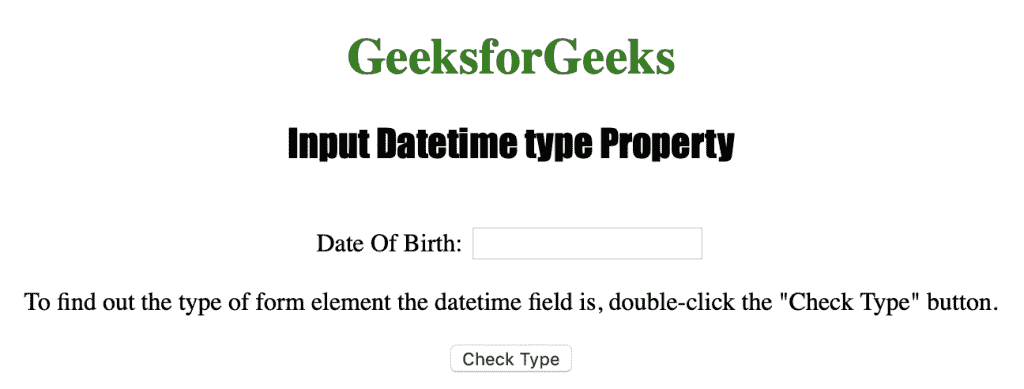 GeeksforGeeks
Input Datetime type Property
Date Of Birth:
To find out the type of form element the datetime field is, double-click the "Check Type" button.
Check Type